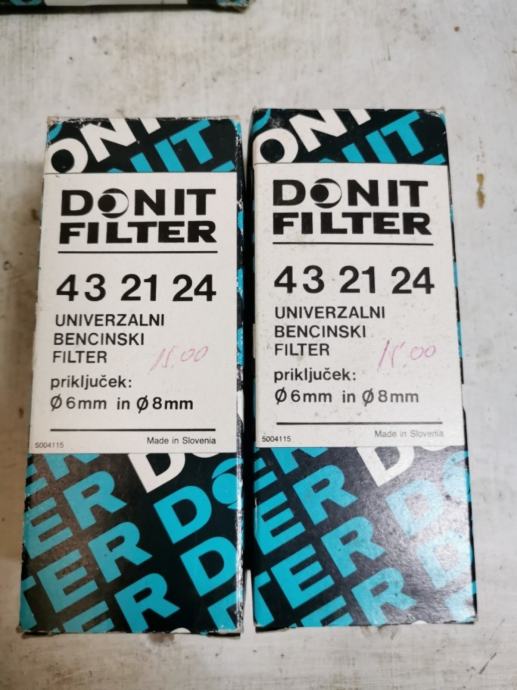 DONIT
FILTER
43 21 24
UNIVERZALNI
BENCINSKI
FILTER
15.00
priključek:
Ø6mm in Ø8mm
5004115 Made in Slovenia
DONIT
FILTER
43 21 24
UNIVERZALNI
BENCINSKI
FILTER
15.00
priključek:
Ø6mm in Ø8mm
5004115 Made in Slovenia